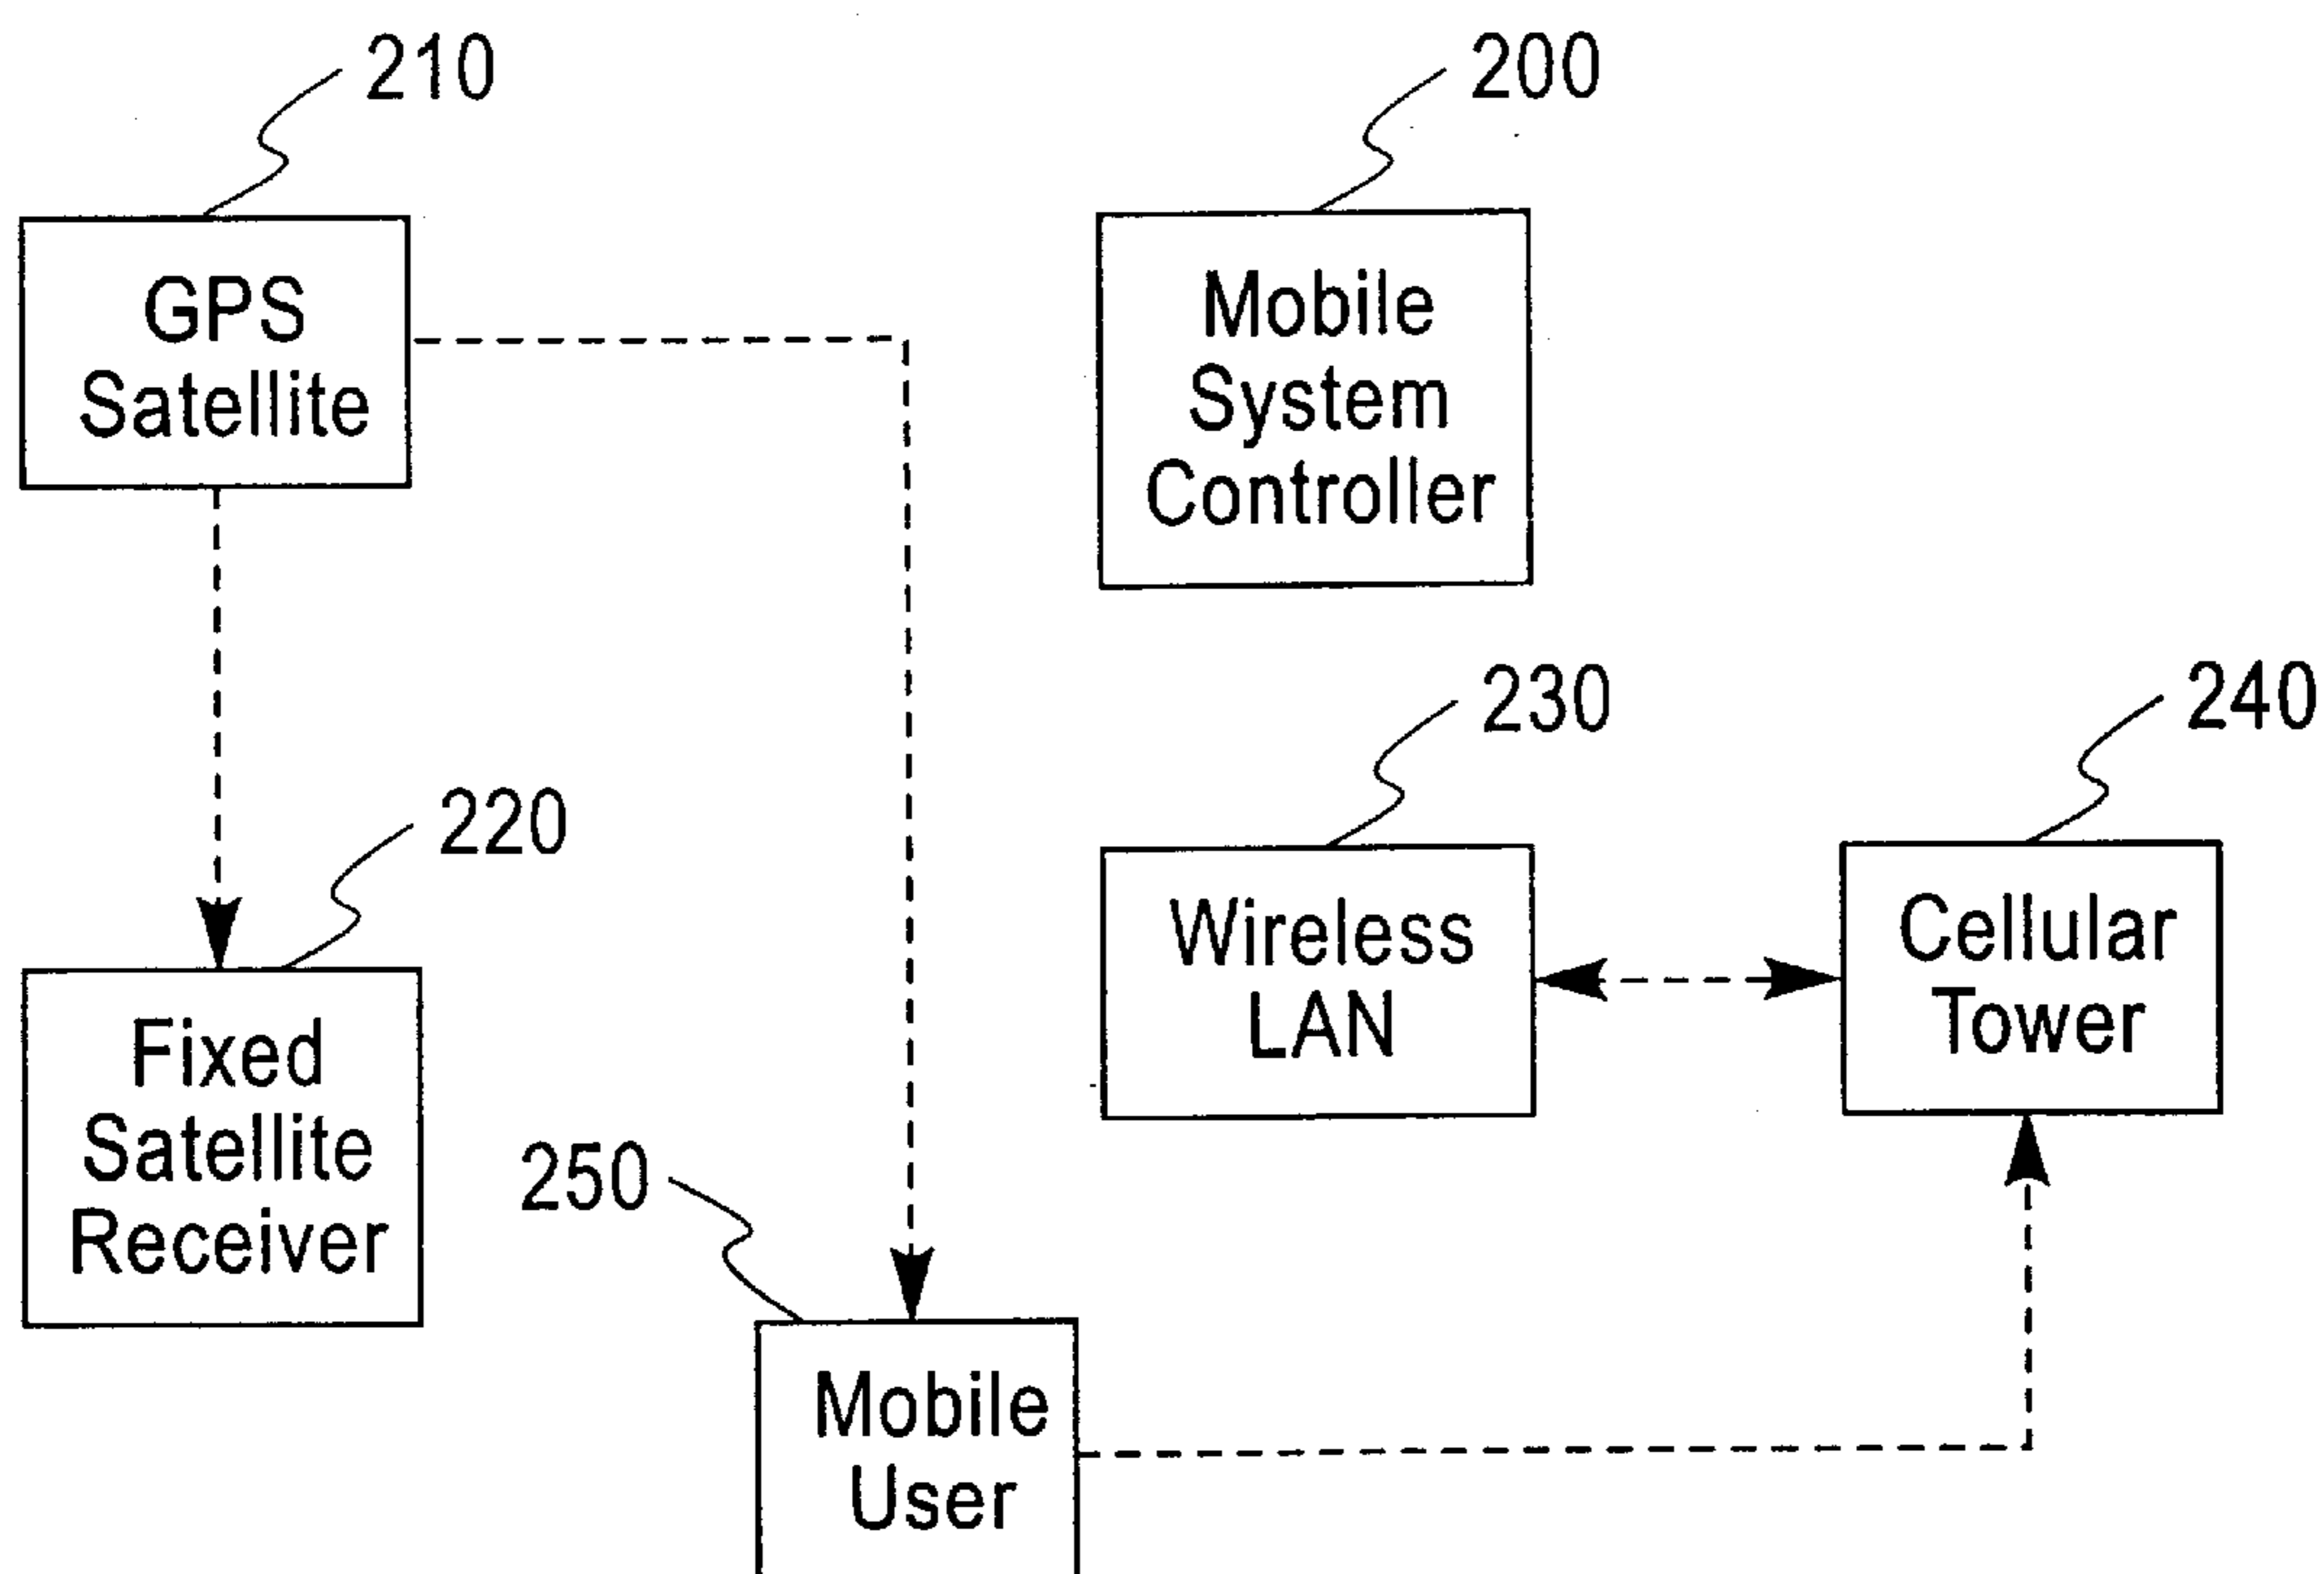 210
200
GPS
Satellite
Mobile
System
Controller
230
240
220
Wireless
LAN
Cellular
Tower
Fixed
Satellite
Receiver
250
Mobile
User